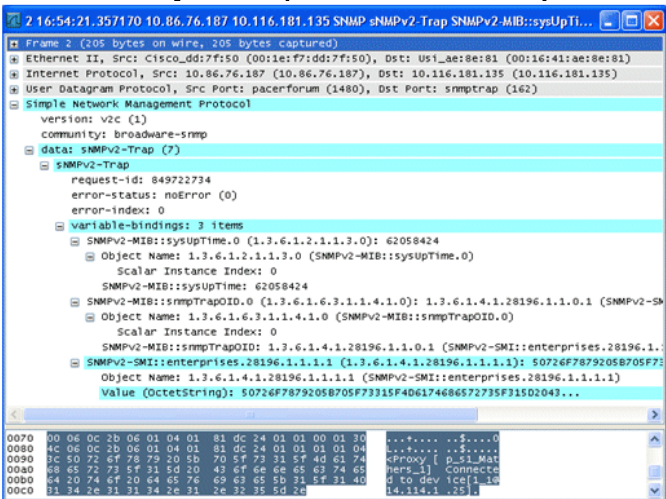 2 16:54:21.357170 10.86.76.187 10.116.181.135 SNMP sNMPv2-Trap SNMPv2-MIB::sysUpTi...
Frame 2 (205 bytes on wire, 205 bytes captured)
Ethernet II, Src: Cisco_dd:7f:50 (00:1e:f7:dd:7f:50), Dst: Usi_ae:8e:81 (00:16:41:ae:8e:81)
Internet Protocol, Src: 10.86.76.187 (10.86.76.187), Dst: 10.116.181.135 (10.116.181.135)
User Datagram Protocol, Src Port: pacerforum (1480), Dst Port: snmptrap (162)
Simple Network Management Protocol
version: v2c (1)
community: broadware-snmp
data: sNMPv2-Trap (7)
sNMPv2-Trap
request-id: 849722734
error-status: noError (0)
error-index: 0
variable-bindings: 3 items
SNMPv2-MIB::sysUpTime.0 (1.3.6.1.2.1.1.3.0): 62058424
Object Name: 1.3.6.1.2.1.1.3.0 (SNMPv2-MIB::sysUpTime.0)
Scalar Instance Index: 0
SNMPv2-MIB::sysUpTime: 62058424
SNMPv2-MIB::snmpTrapOID.0 (1.3.6.1.6.3.1.1.4.1.0): 1.3.6.1.4.1.28196.1.1.0.1 (SNMPv2-SM
Object Name: 1.3.6.1.6.3.1.1.4.1.0 (SNMPv2-MIB::snmpTrapOID.0)
Scalar Instance Index: 0
SNMPv2-MIB::snmpTrapOID: 1.3.6.1.4.1.28196.1.1.0.1 (SNMPv2-SMI::enterprises.28196.1.
SNMPv2-SMI::enterprises.28196.1.1.1.1 (1.3.6.1.4.1.28196.1.1.1.1): 50726F7879205B705F73
Object Name: 1.3.6.1.4.1.28196.1.1.1.1 (SNMPv2-SMI::enterprises.28196.1.1.1.1)
Value (OctetString): 50726F7879205B705F73315F4D6174686572735F315D2043...
0070 00 06 0c 2b 06 01 04 01 81 dc 24 01 01 00 01 30 ...+.... ..$....0
0080 4c 06 0c 2b 06 01 04 01 81 dc 24 01 01 01 01 04 L..+.... ..$.....
0090 3c 50 72 6f 78 79 20 5b 70 5f 73 31 5f 4d 61 74 <Proxy [ p_s1_Mat
00a0 68 65 72 73 5f 31 5d 20 43 6f 6e 6e 65 63 74 65 hers_1] Connecte
00b0 64 20 74 6f 20 64 65 76 69 63 65 5b 31 5f 31 40 d to dev ice[1_1@
00c0 31 34 2e 31 31 34 2e 31 2e 32 35 5d 2e 14.114.1 .25].